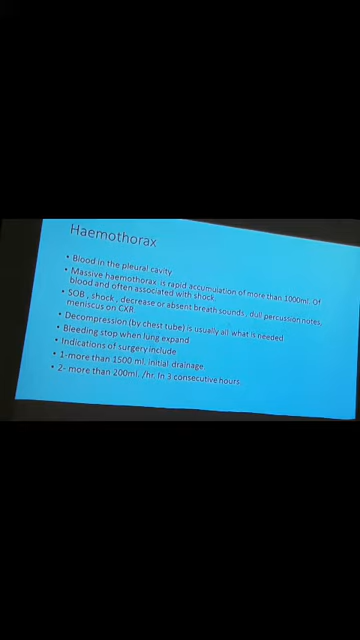 Haemothorax
• Blood in the pleural cavity
• Massive haemothorax is rapid accumulation of more than 1000ml. Of
blood and often associated with shock.
• SOB , shock , decrease or absent breath sounds , dull percussion notes,
meniscus on CXR.
• Decompression (by chest tube) is usually all what is needed
• Bleeding stop when lung expand.
• Indications of surgery include
• 1-more than 1500 ml. initial drainage.
• 2- more than 200ml. /hr. In 3 consecutive hours.